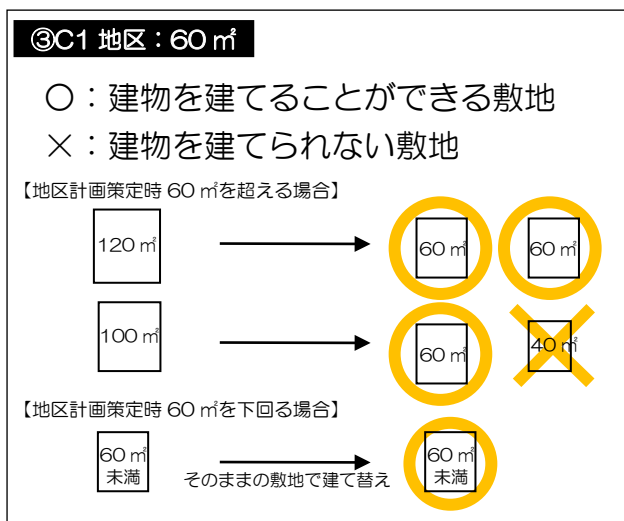 ③C1 地区：60 ㎡
〇：建物を建てることができる敷地
×：建物を建てられない敷地
【地区計画策定時 60 ㎡を超える場合】
120 ㎡
60 ㎡
60 ㎡
100 ㎡
60 ㎡
40 ㎡
【地区計画策定時 60 ㎡を下回る場合】
60 ㎡
未満
そのままの敷地で建て替え
60 ㎡
未満